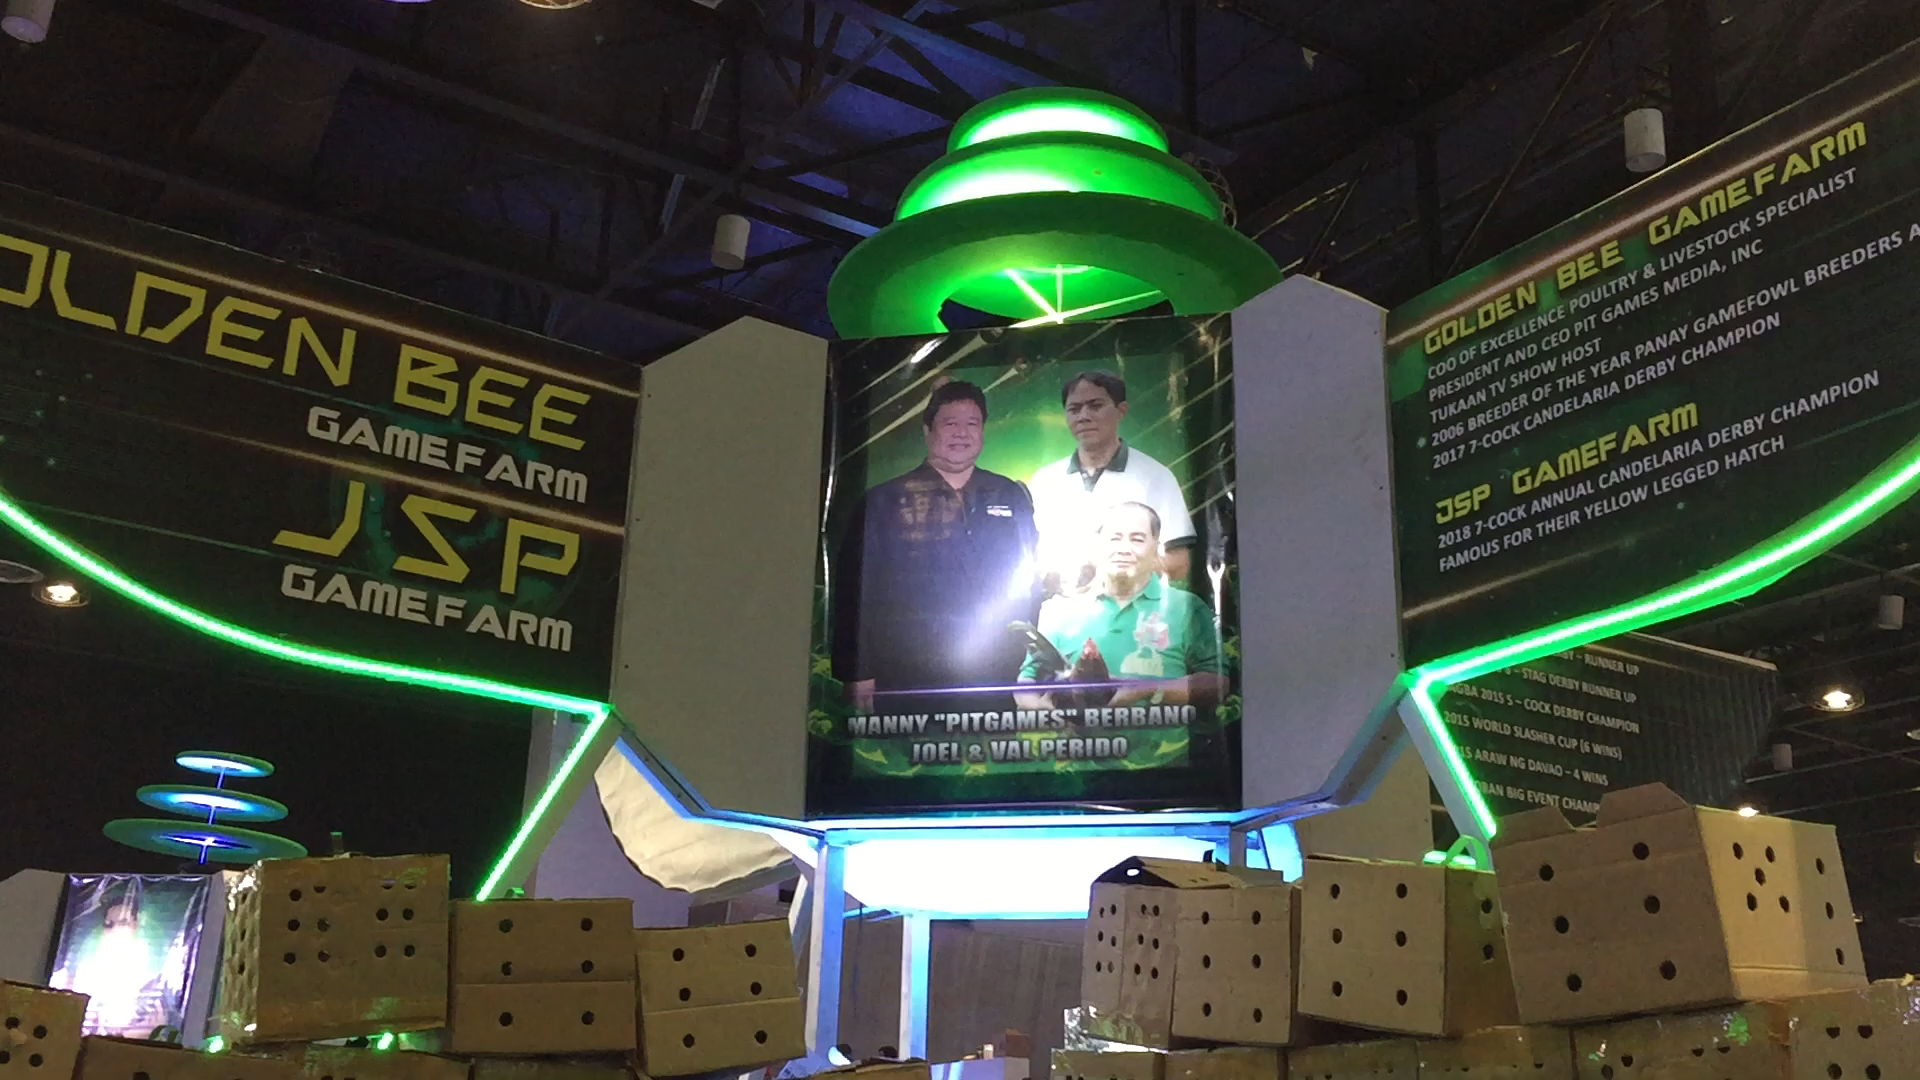 OLDEN BEE
GAMEFARM
JSP
GAMEFARM
MANNY "PITGAMES" BERBANO
JOEL & VAL PERIDO
GOLDEN BEE GAMEFARM
COO OF EXCELLENCE POULTRY & LIVESTOCK SPECIALIST
PRESIDENT AND CEO PIT GAMES MEDIA, INC
TUKAAN TV SHOW HOST
2006 BREEDER OF THE YEAR PANAY GAMEFOWL BREEDERS A
2017 7-COCK CANDELARIA DERBY CHAMPION
JSP GAMEFARM
2018 7-COCK ANNUAL CANDELARIA DERBY CHAMPION
FAMOUS FOR THEIR YELLOW LEGGED HATCH
– RUNNER UP
– STAG DERBY RUNNER UP
2015 5 – COCK DERBY CHAMPION
2015 WORLD SLASHER CUP (6 WINS)
15 ARAW NG DAVAO – 4 WINS
BIG EVENT CHAMP